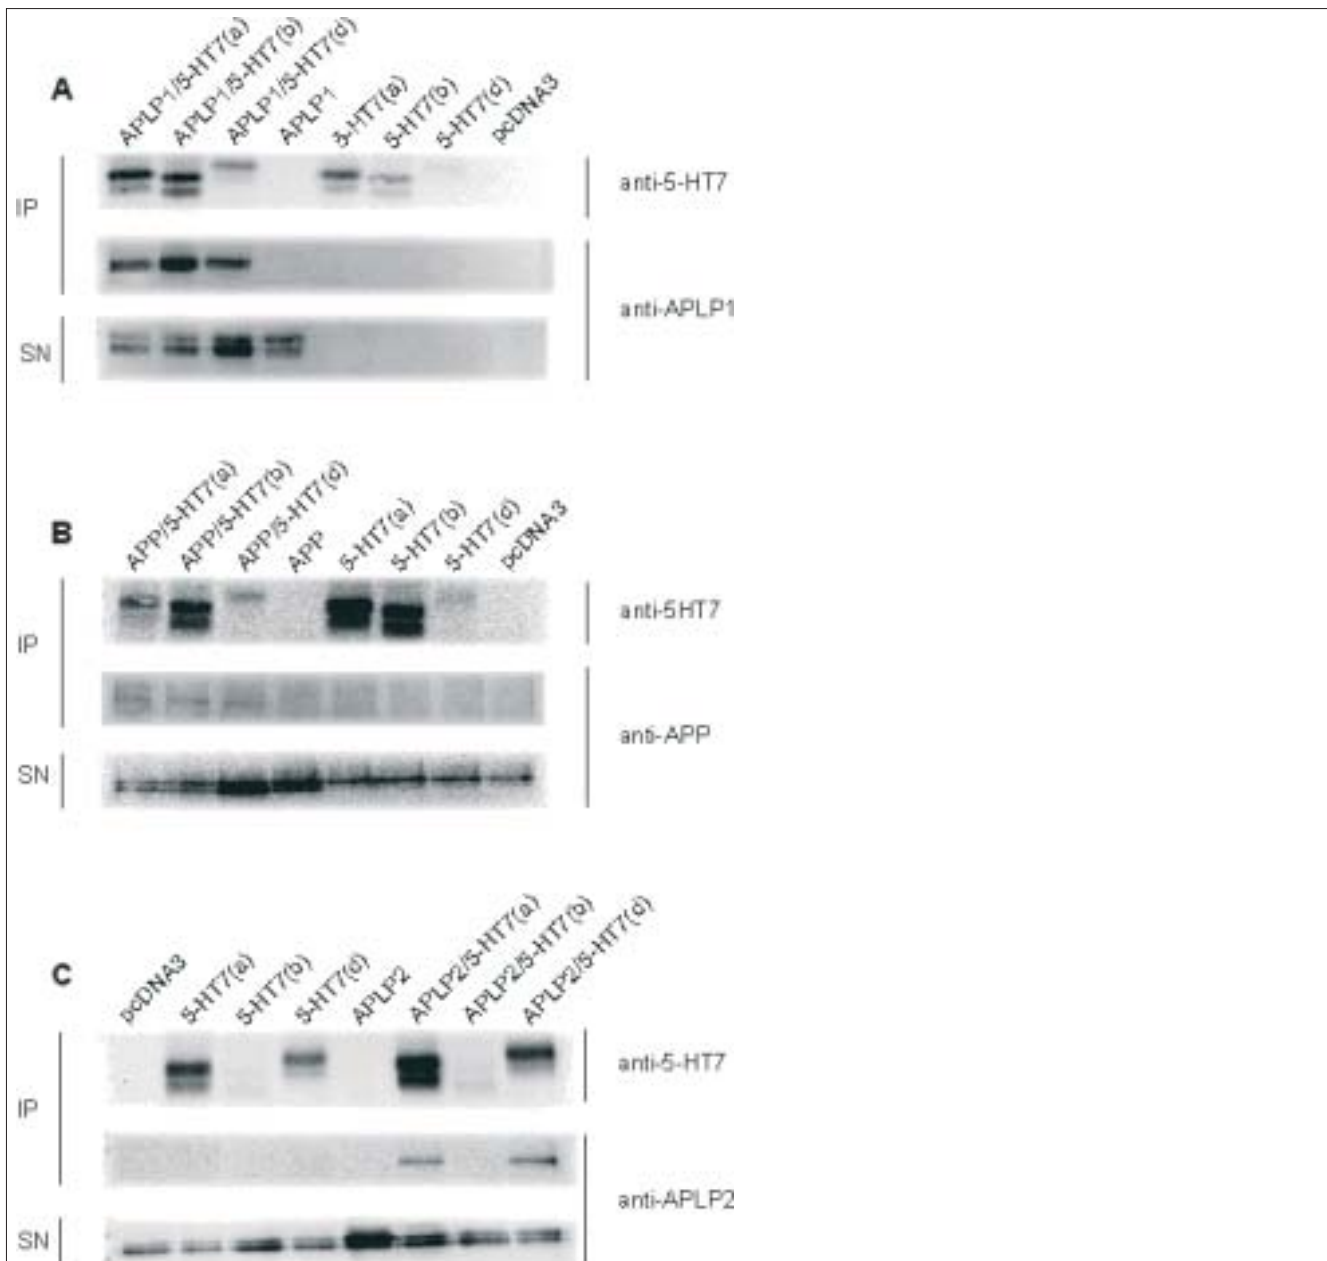 A
APLP1/5-HT7(a)
APLP1/5-HT7(b)
APLP1/5-HT7(d)
APLP1
5-HT7(a)
5-HT7(b)
5-HT7(d)
pcDNA3
IP
anti-5-HT7
anti-APLP1
SN
B
APP/5-HT7(a)
APP/5-HT7(b)
APP/5-HT7(d)
APP
5-HT7(a)
5-HT7(b)
5-HT7(d)
pcDNA3
IP
anti-5HT7
anti-APP
SN
C
pcDNA3
5-HT7(a)
5-HT7(b)
5-HT7(d)
APLP2
APLP2/5-HT7(a)
APLP2/5-HT7(b)
APLP2/5-HT7(d)
IP
anti-5-HT7
anti-APLP2
SN